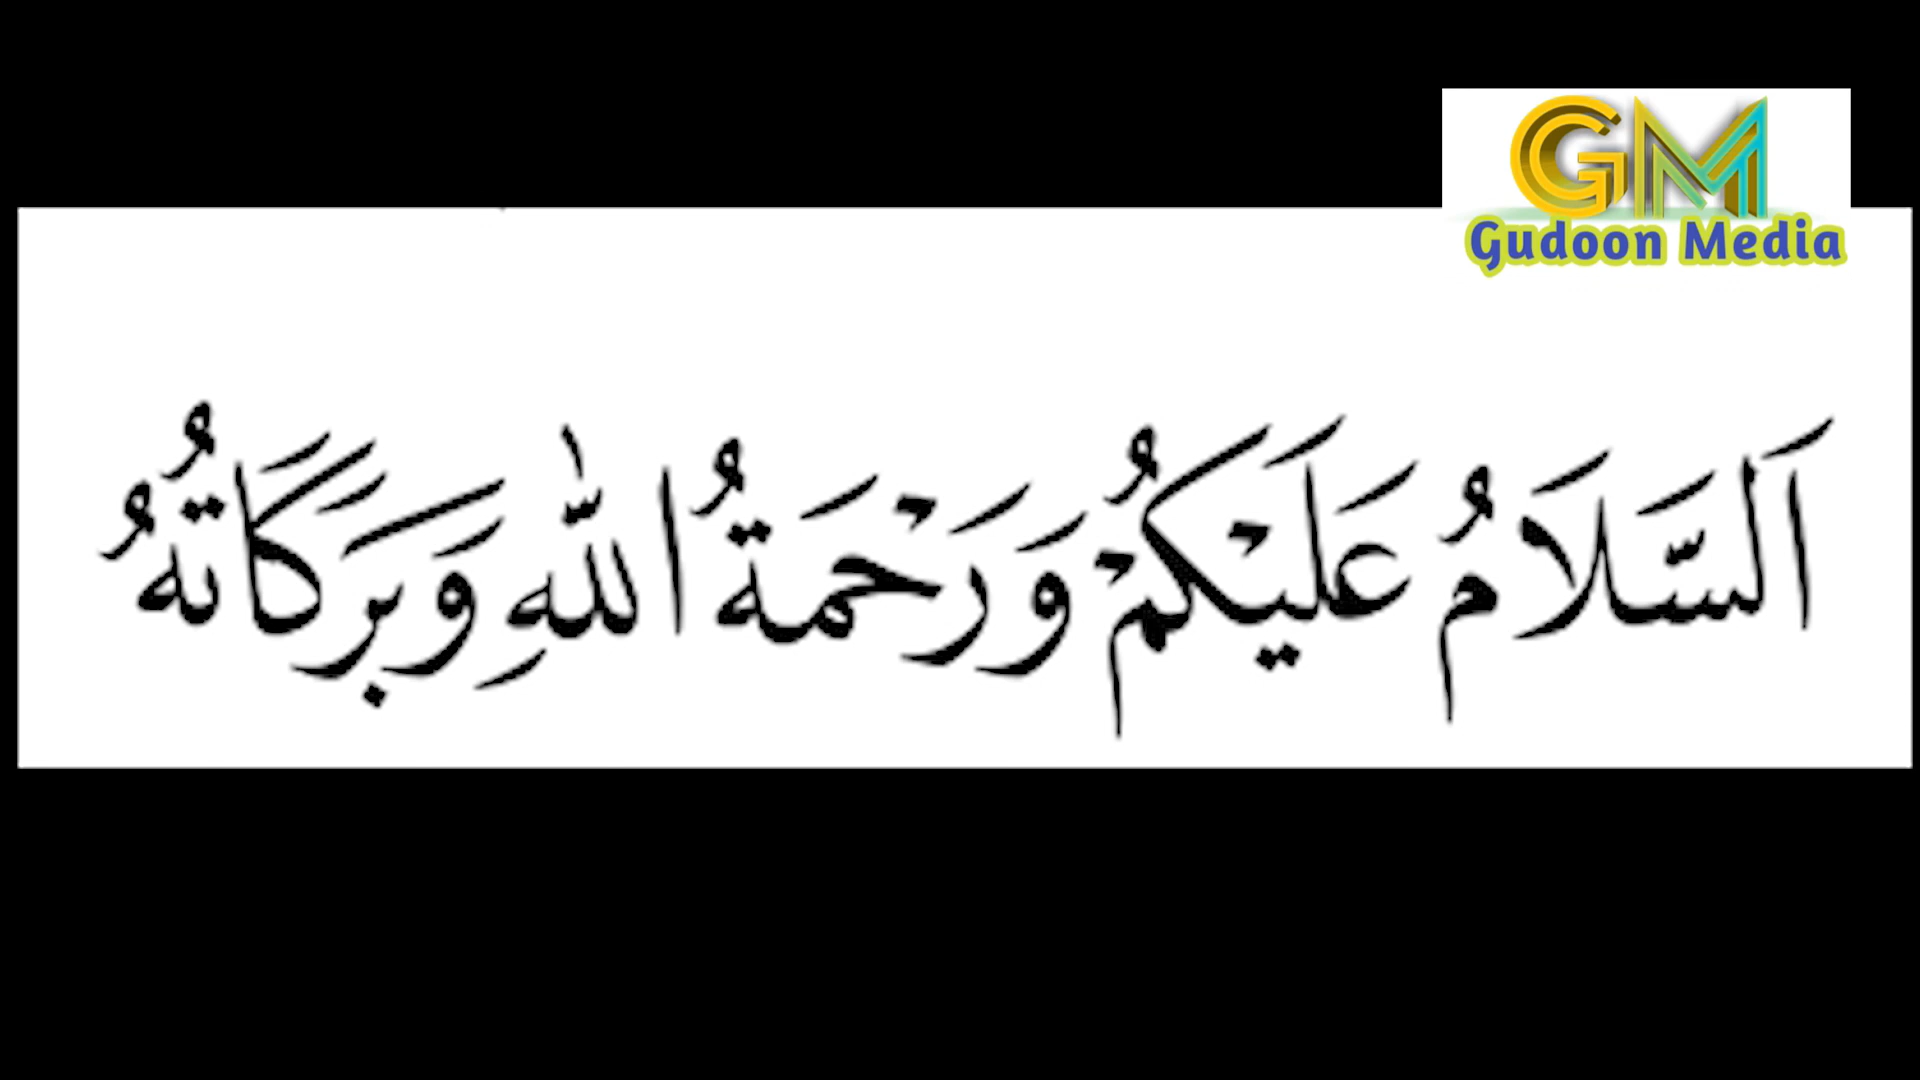 GM
Gudoon Media
اَلسَّلَامُ عَلَيْكُمْ وَرَحْمَةُ اللّٰهِ وَبَرَكَاتُهُ